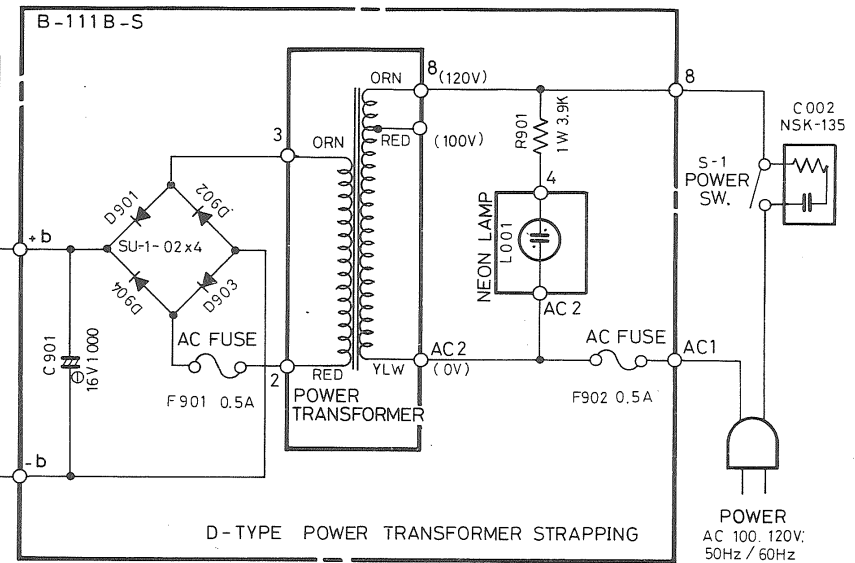 B-111B-S
ORN
8 (120V)
8
C002
NSK-135
3
ORN
RED
(100V)
R901
1W 3.9K
S-1
POWER
SW.
D901
D902
4
+b
SU-1-02x4
NEON LAMP
L001
D904
D903
AC 2
C901
16V1000
AC FUSE
AC2
(0V)
AC FUSE
AC1
2
RED
YLW
F901 0.5A
POWER
TRANSFORMER
F902 0.5A
-b
D-TYPE POWER TRANSFORMER STRAPPING
POWER
AC 100. 120V.
50Hz / 60Hz